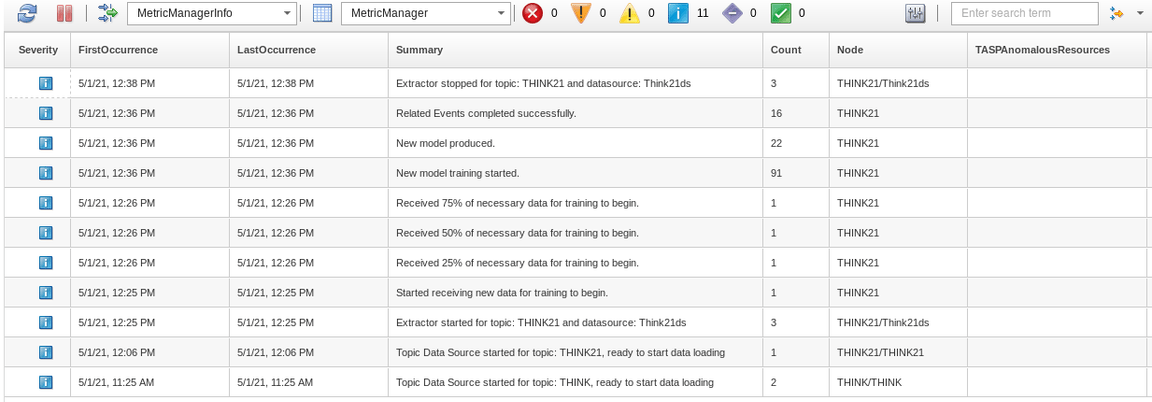 MetricManagerInfo MetricManager 0 0 0 11 0 0 Enter search term
Severity FirstOccurrence LastOccurrence Summary Count Node TASPAnomalousResources
5/1/21, 12:38 PM 5/1/21, 12:38 PM Extractor stopped for topic: THINK21 and datasource: Think21ds 3 THINK21/Think21ds
5/1/21, 12:36 PM 5/1/21, 12:36 PM Related Events completed successfully. 16 THINK21
5/1/21, 12:36 PM 5/1/21, 12:36 PM New model produced. 22 THINK21
5/1/21, 12:36 PM 5/1/21, 12:36 PM New model training started. 91 THINK21
5/1/21, 12:26 PM 5/1/21, 12:26 PM Received 75% of necessary data for training to begin. 1 THINK21
5/1/21, 12:26 PM 5/1/21, 12:26 PM Received 50% of necessary data for training to begin. 1 THINK21
5/1/21, 12:26 PM 5/1/21, 12:26 PM Received 25% of necessary data for training to begin. 1 THINK21
5/1/21, 12:25 PM 5/1/21, 12:25 PM Started receiving new data for training to begin. 1 THINK21
5/1/21, 12:25 PM 5/1/21, 12:25 PM Extractor started for topic: THINK21 and datasource: Think21ds 3 THINK21/Think21ds
5/1/21, 12:06 PM 5/1/21, 12:06 PM Topic Data Source started for topic: THINK21, ready to start data loading 1 THINK21/THINK21
5/1/21, 11:25 AM 5/1/21, 11:25 AM Topic Data Source started for topic: THINK, ready to start data loading 2 THINK/THINK